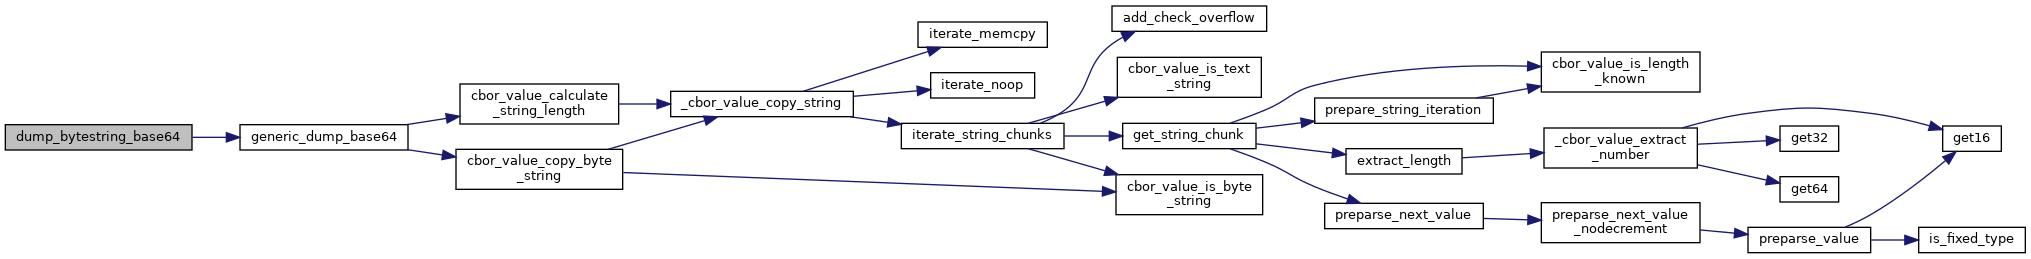 dump_bytestring_base64
generic_dump_base64
cbor_value_calculate
_string_length
cbor_value_copy_byte
_string
_cbor_value_copy_string
iterate_memcpy
iterate_noop
iterate_string_chunks
add_check_overflow
cbor_value_is_text
_string
get_string_chunk
cbor_value_is_byte
_string
prepare_string_iteration
extract_length
preparse_next_value
cbor_value_is_length
_known
_cbor_value_extract
_number
preparse_next_value
_nodecrement
get32
get64
preparse_value
get16
is_fixed_type